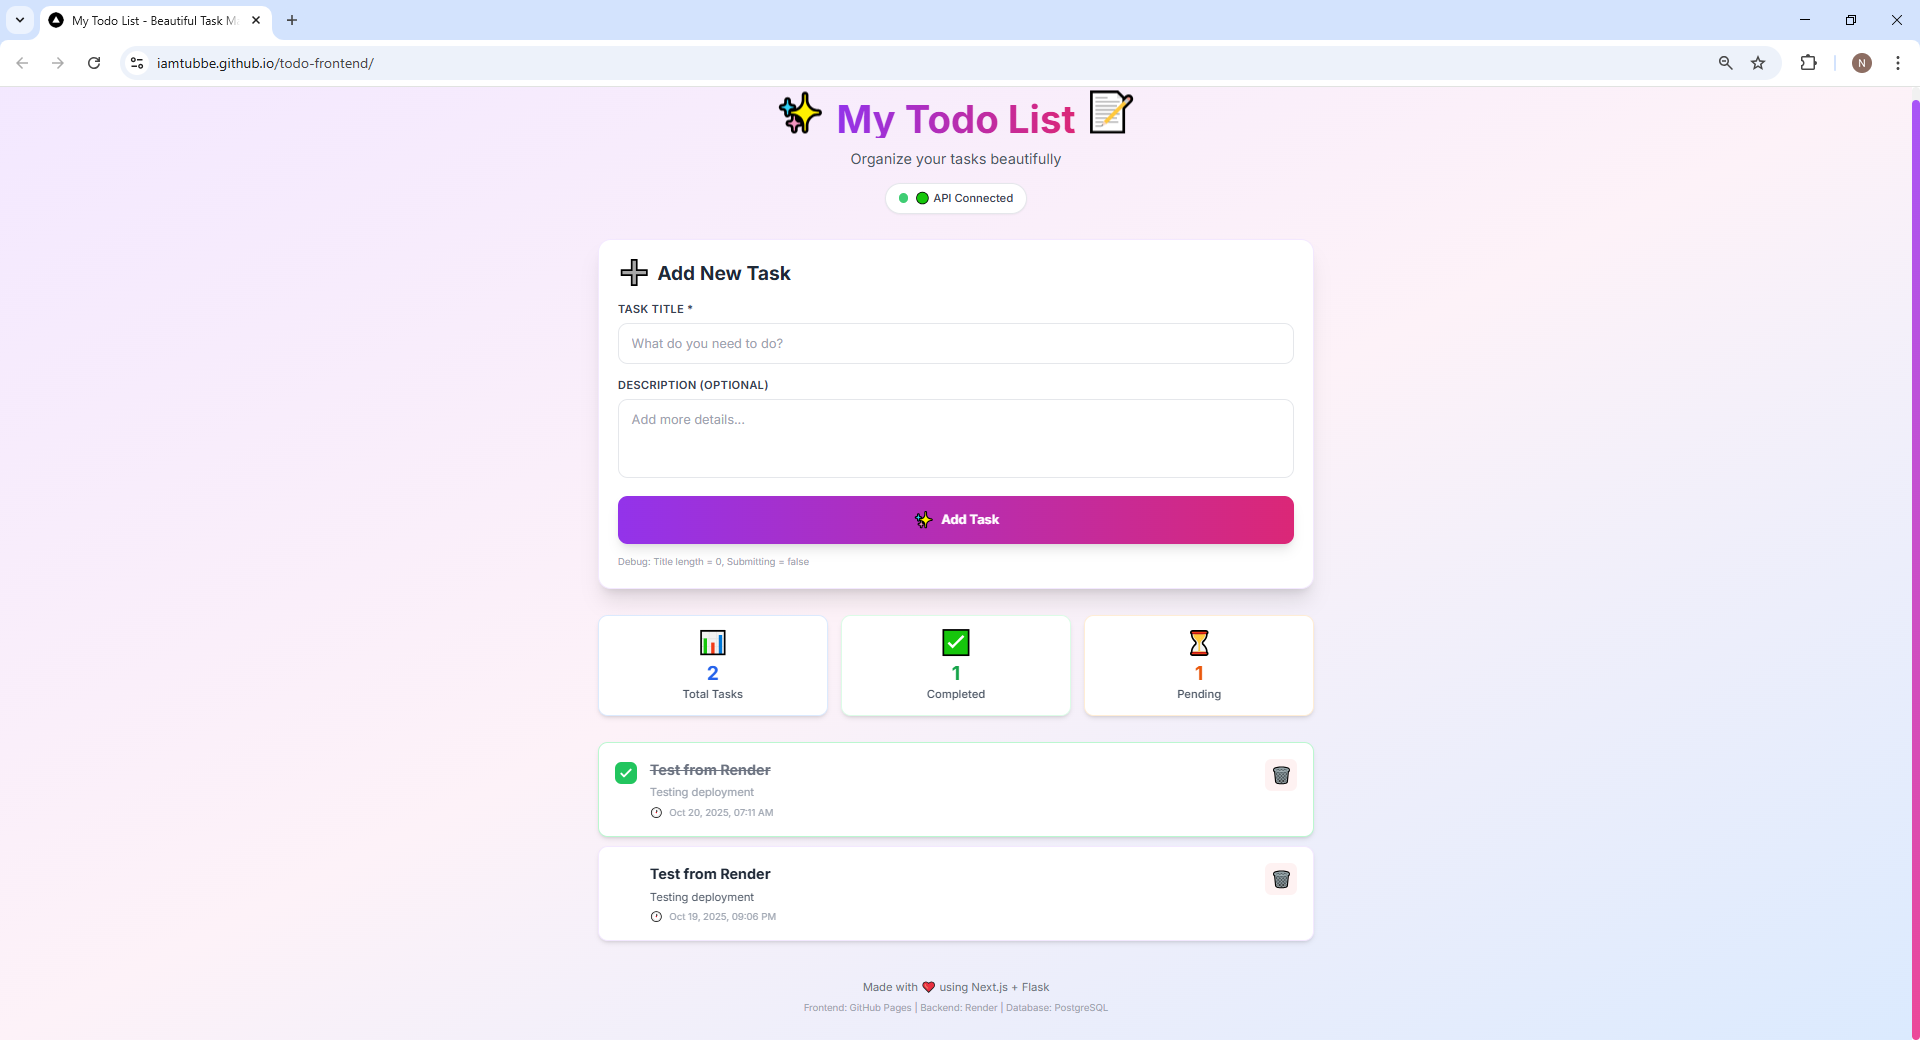 My Todo List - Beautiful Task M
iamtubbe.github.io/todo-frontend/
N
✨ My Todo List 📝
Organize your tasks beautifully
🟢 API Connected
➕ Add New Task
TASK TITLE *
What do you need to do?
DESCRIPTION (OPTIONAL)
Add more details...
✨ Add Task
Debug: Title length = 0, Submitting = false
2
Total Tasks
1
Completed
1
Pending
Test from Render
Testing deployment
Oct 20, 2025, 07:11 AM
Test from Render
Testing deployment
Oct 19, 2025, 09:06 PM
Made with ❤️ using Next.js + Flask
Frontend: GitHub Pages | Backend: Render | Database: PostgreSQL